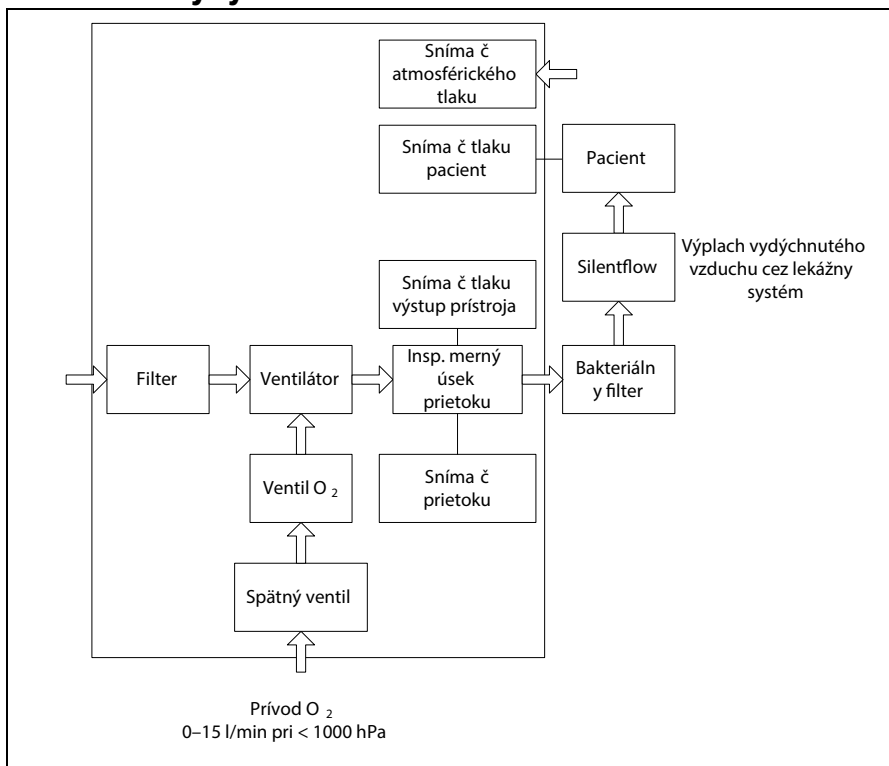 Sníma č
atmosférického
tlaku
Sníma č tlaku
pacient
Pacient
Silentflow
Výplach vydýchnutého
vzduchu cez lekážny
systém
Sníma č tlaku
výstup prístroja
Filter
Ventilátor
Insp. merný
úsek
prietoku
Bakteriáln
y filter
Ventil O 2
Sníma č
prietoku
Spätný ventil
Prívod O 2
0–15 l/min pri < 1000 hPa